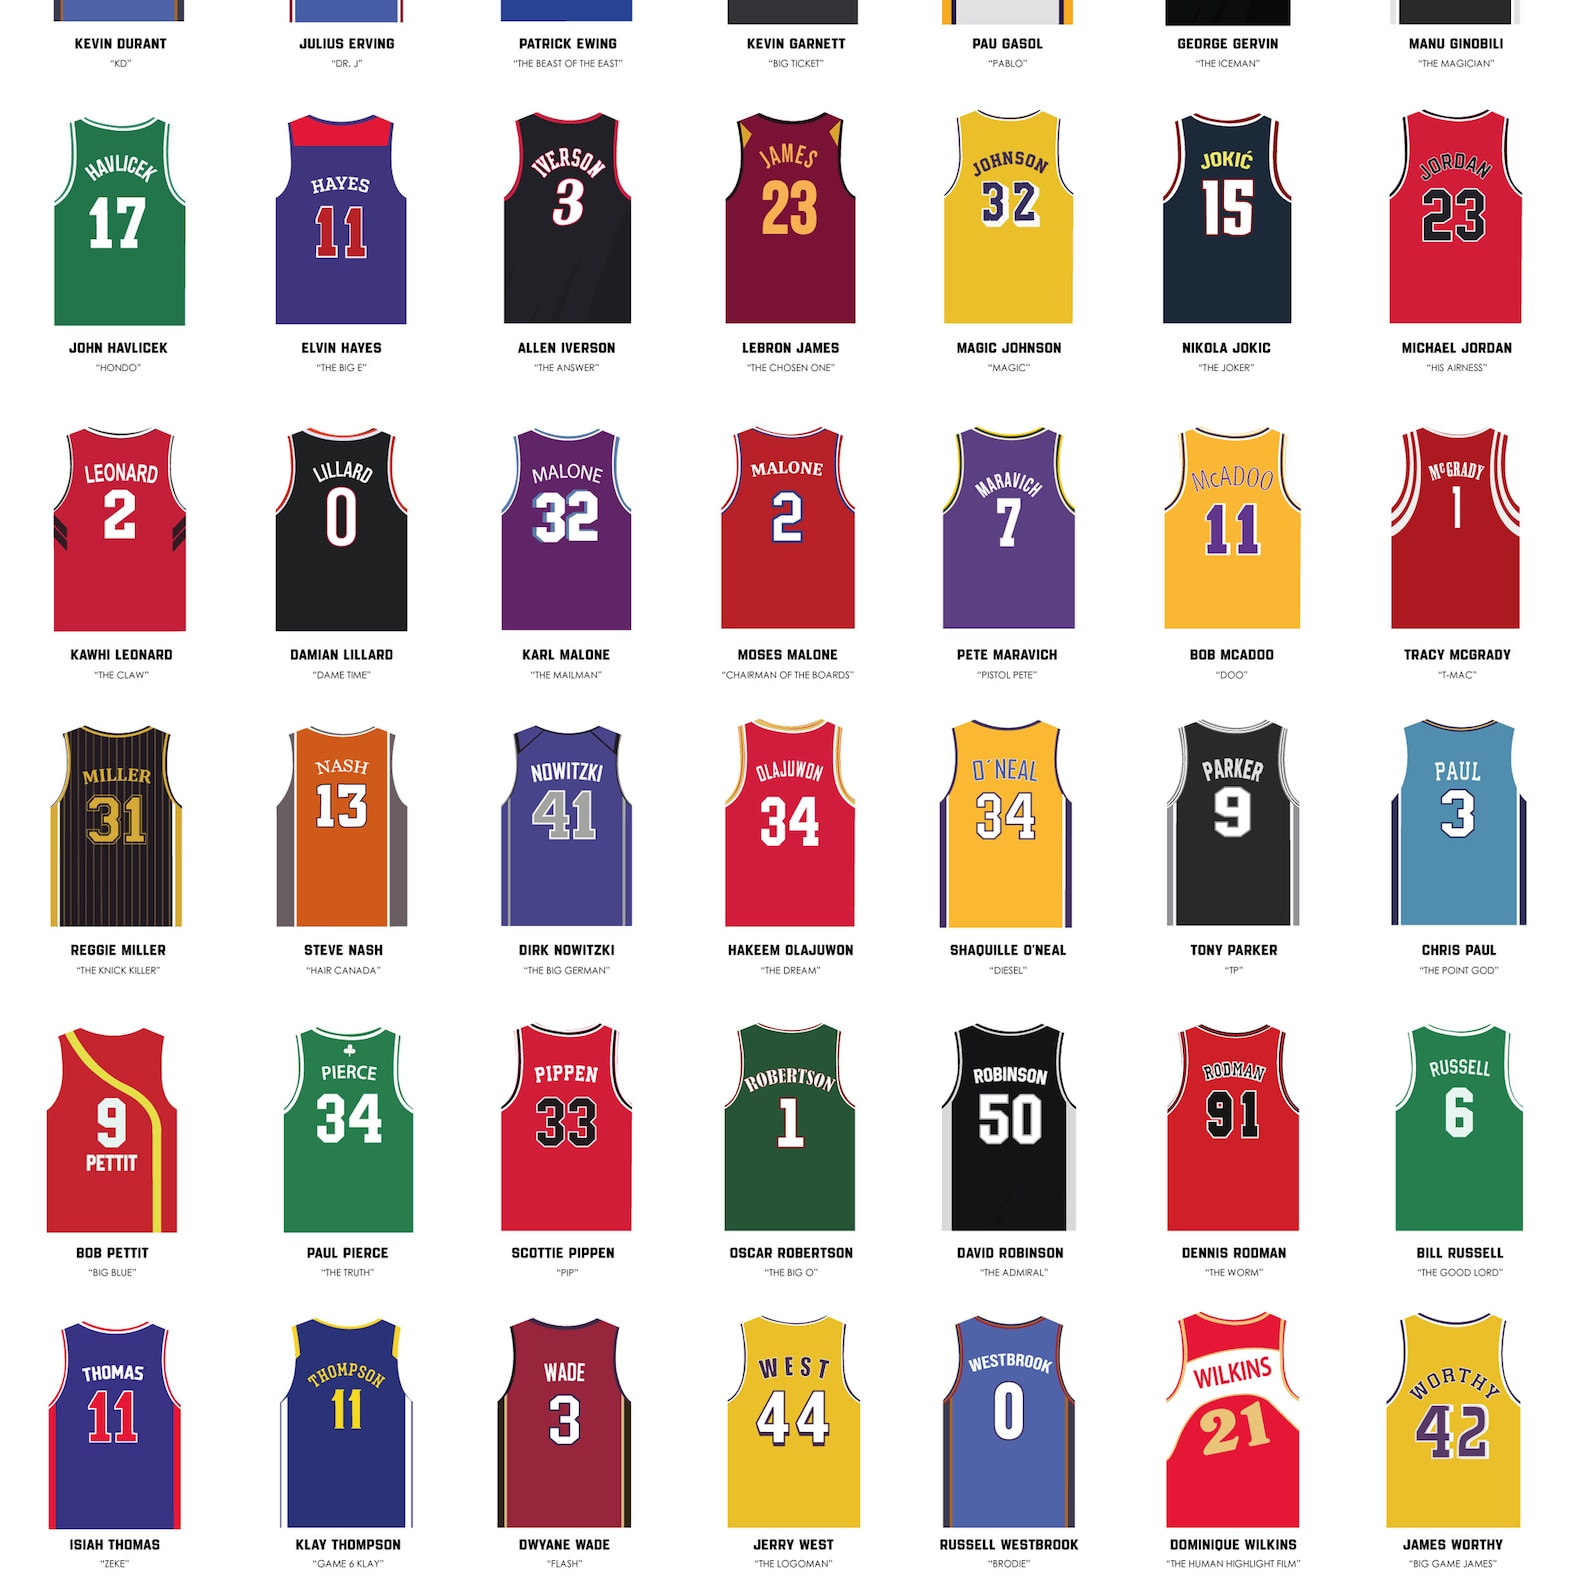 KEVIN DURANT
"KD"
JULIUS ERVING
"DR. J"
PATRICK EWING
"THE BEAST OF THE EAST"
KEVIN GARNETT
"BIG TICKET"
PAU GASOL
"PABLO"
GEORGE GERVIN
"THE ICEMAN"
MANU GINOBILI
"THE MAGICIAN"
HAVLICEK
17
JOHN HAVLICEK
"HONDO"
HAYES
11
ELVIN HAYES
"THE BIG E"
IVERSON
3
ALLEN IVERSON
"THE ANSWER"
JAMES
23
LEBRON JAMES
"THE CHOSEN ONE"
JOHNSON
32
MAGIC JOHNSON
"MAGIC"
JOKIĆ
15
NIKOLA JOKIC
"THE JOKER"
JORDAN
23
MICHAEL JORDAN
"HIS AIRNESS"
LEONARD
2
KAWHI LEONARD
"THE CLAW"
LILLARD
0
DAMIAN LILLARD
"DAME TIME"
MALONE
32
KARL MALONE
"THE MAILMAN"
MALONE
2
MOSES MALONE
"CHAIRMAN OF THE BOARDS"
MARAVICH
7
PETE MARAVICH
"PISTOL PETE"
McADOO
11
BOB MCADOO
"DOO"
McGRADY
1
TRACY MCGRADY
"T-MAC"
MILLER
31
REGGIE MILLER
"THE KNICK KILLER"
NASH
13
STEVE NASH
"HAIR CANADA"
NOWITZKI
41
DIRK NOWITZKI
"THE BIG GERMAN"
OLAJUWON
34
HAKEEM OLAJUWON
"THE DREAM"
O'NEAL
34
SHAQUILLE O'NEAL
"DIESEL"
PARKER
9
TONY PARKER
"TP"
PAUL
3
CHRIS PAUL
"THE POINT GOD"
9
PETTIT
BOB PETTIT
"BIG BLUE"
PIERCE
34
PAUL PIERCE
"THE TRUTH"
PIPPEN
33
SCOTTIE PIPPEN
"PIP"
ROBERTSON
1
OSCAR ROBERTSON
"THE BIG O"
ROBINSON
50
DAVID ROBINSON
"THE ADMIRAL"
RODMAN
91
DENNIS RODMAN
"THE WORM"
RUSSELL
6
BILL RUSSELL
"THE GOOD LORD"
THOMAS
11
ISIAH THOMAS
"ZEKE"
THOMPSON
11
KLAY THOMPSON
"GAME 6 KLAY"
WADE
3
DWYANE WADE
"FLASH"
WEST
44
JERRY WEST
"THE LOGOMAN"
WESTBROOK
0
RUSSELL WESTBROOK
"BRODIE"
WILKINS
21
DOMINIQUE WILKINS
"THE HUMAN HIGHLIGHT FILM"
WORTHY
42
JAMES WORTHY
"BIG GAME JAMES"